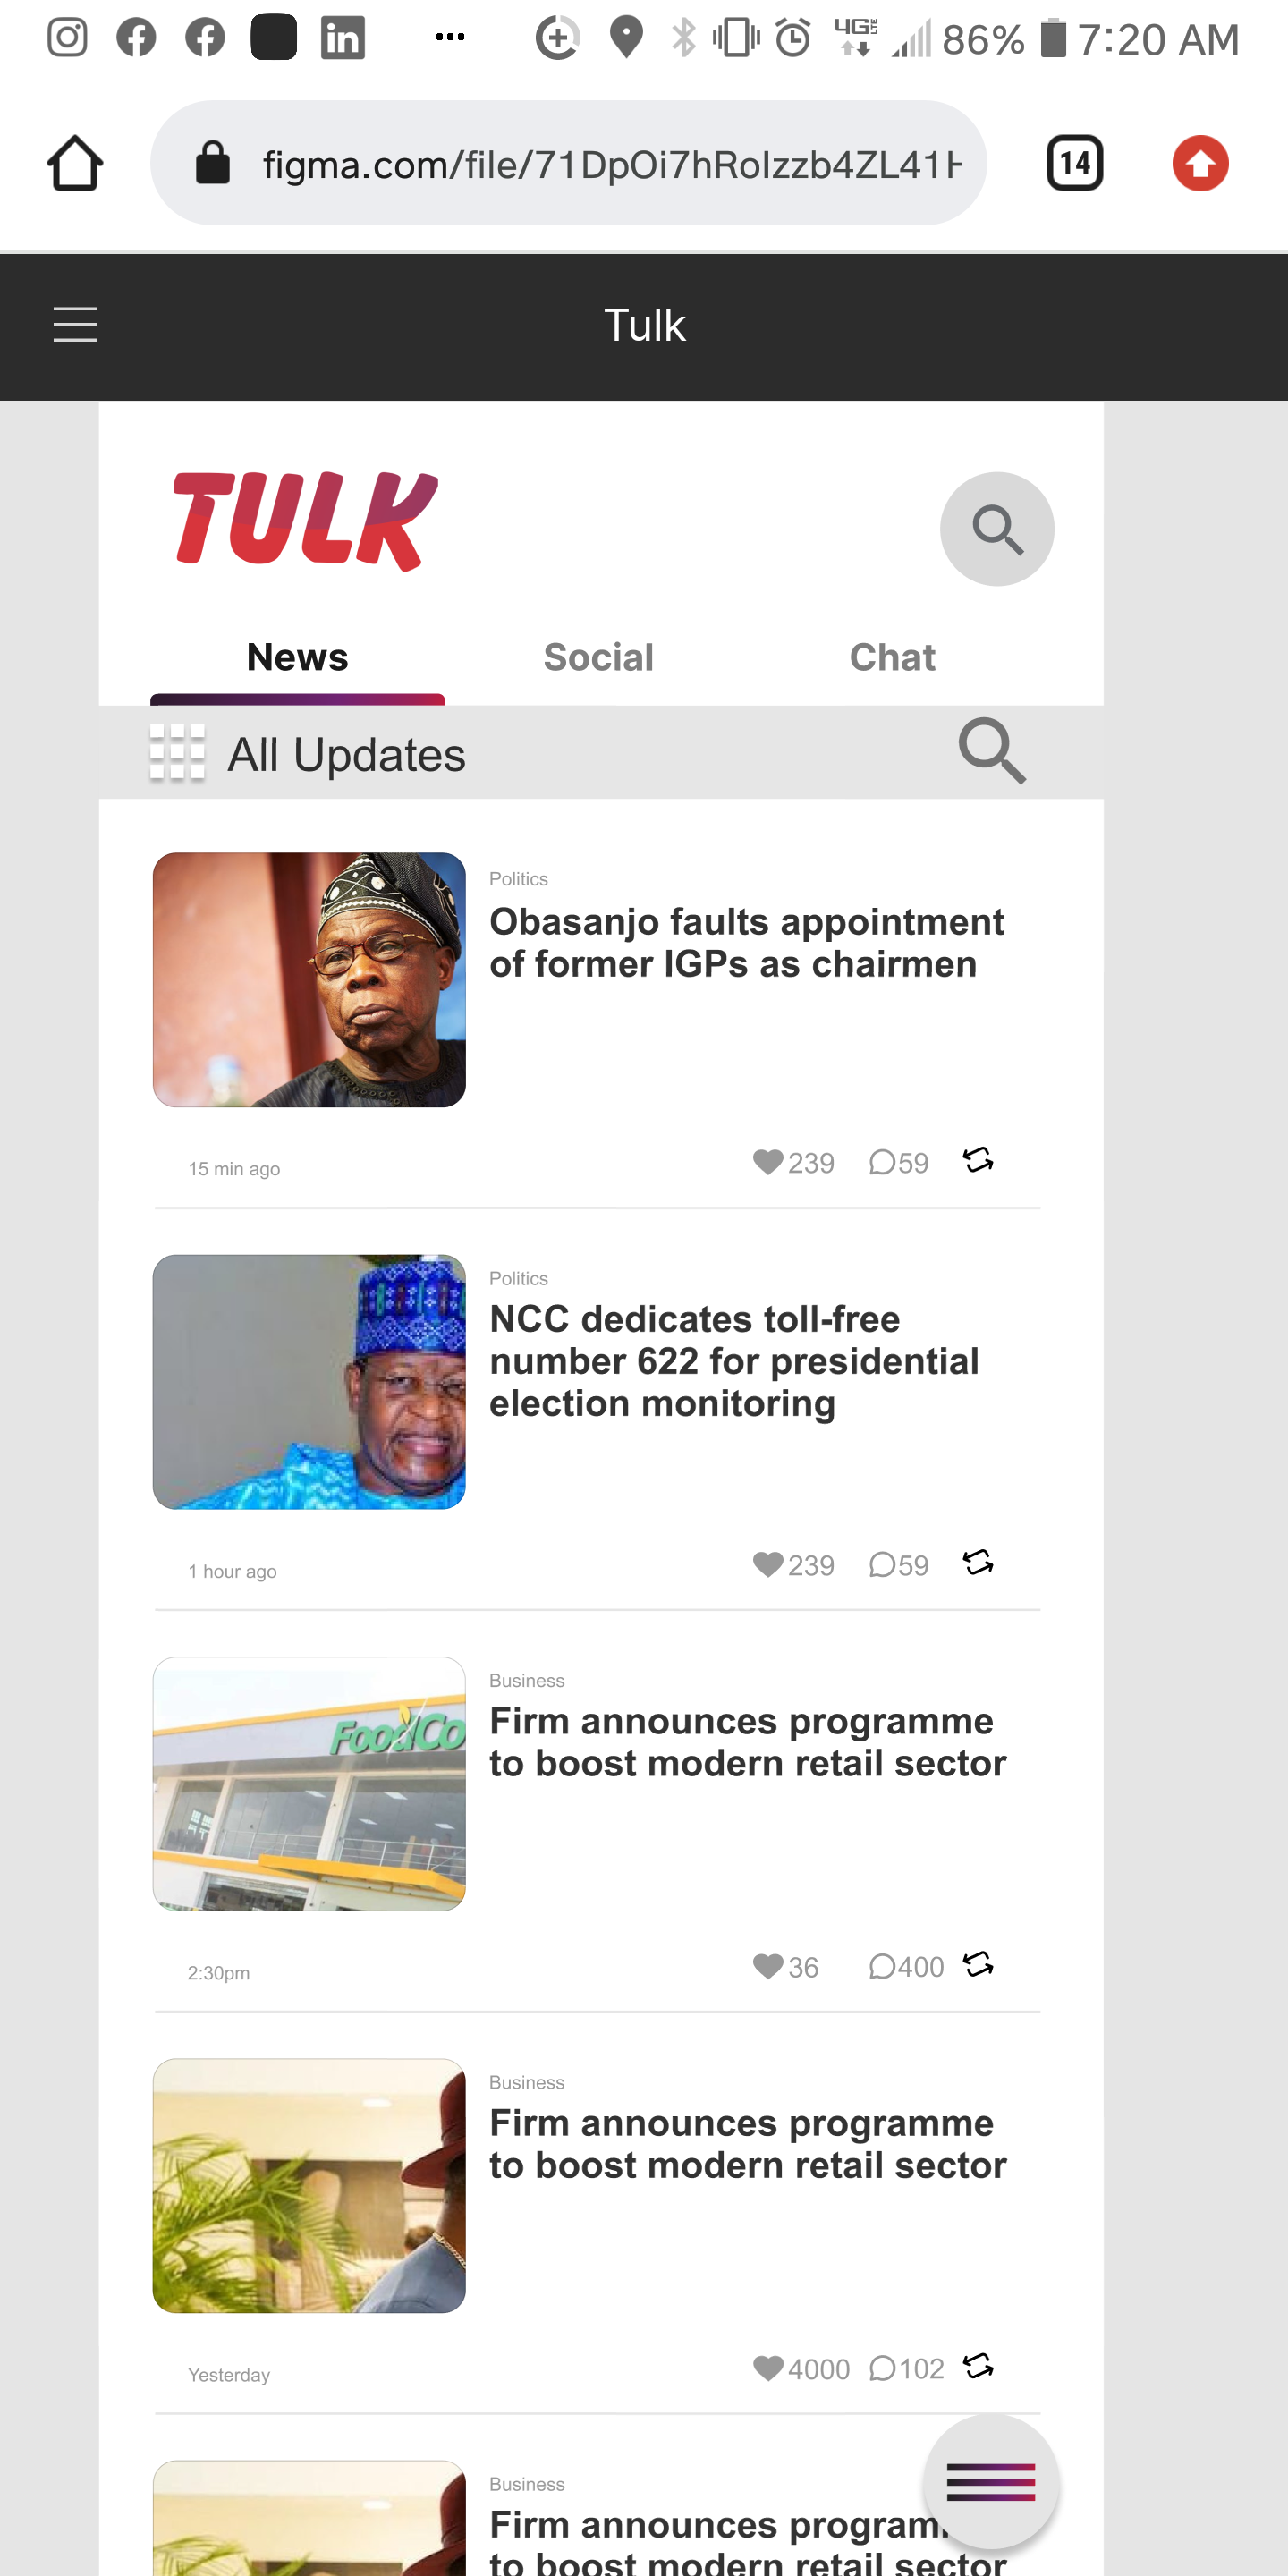 86% 7:20 AM
figma.com/file/71DpOi7hRolzzb4ZL41H
14
Tulk
TULK
News Social Chat
All Updates
Politics
Obasanjo faults appointment
of former IGPs as chairmen
15 min ago 239 59
Politics
NCC dedicates toll-free
number 622 for presidential
election monitoring
1 hour ago 239 59
FoodCo
Business
Firm announces programme
to boost modern retail sector
2:30pm 36 400
Business
Firm announces programme
to boost modern retail sector
Yesterday 4000 102
Business
Firm announces program
to boost modern retail sector